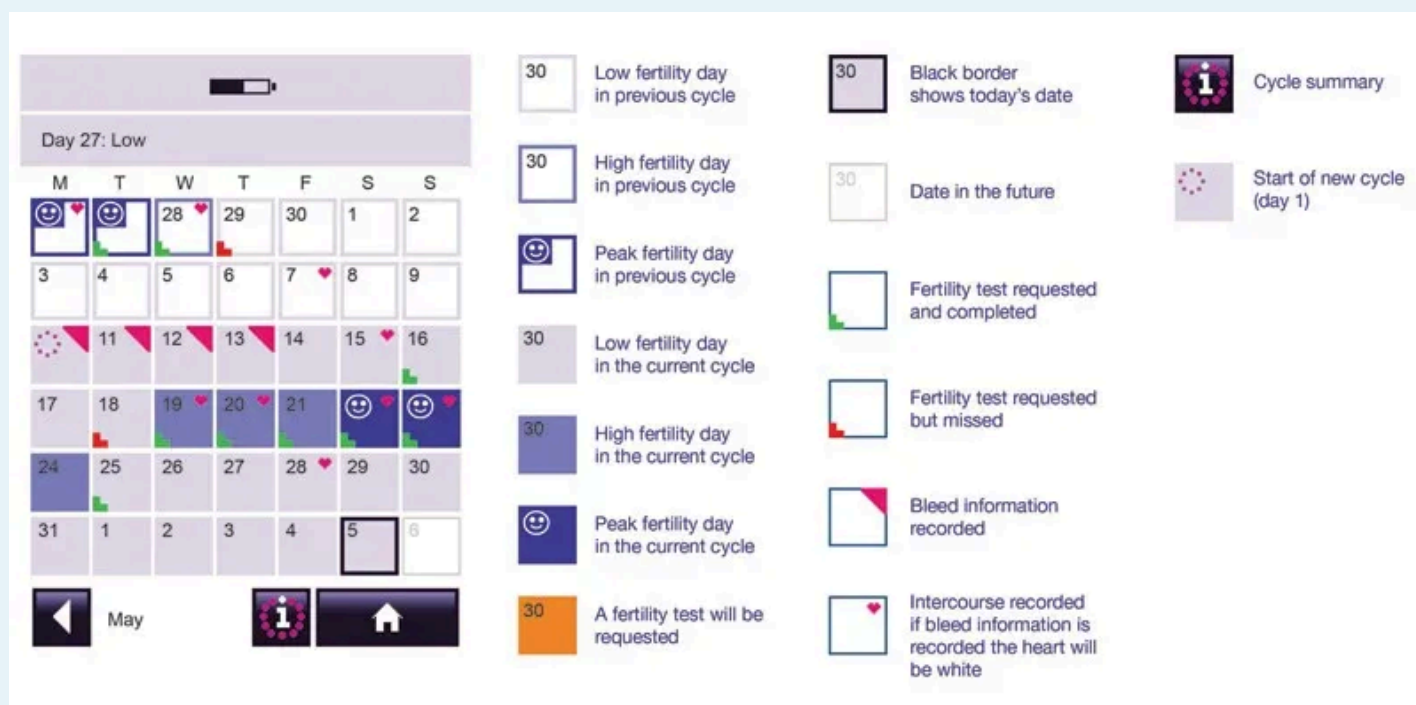 Day 27: Low
M T W T F S S
28 29 30 1 2
3 4 5 6 7 8 9
11 12 13 14 15 16
17 18 19 20 21
24 25 26 27 28 29 30
31 1 2 3 4 5 6
May
i
30
Low fertility day
in previous cycle
30
High fertility day
in previous cycle
Peak fertility day
in previous cycle
30
Low fertility day
in the current cycle
30
High fertility day
in the current cycle
Peak fertility day
in the current cycle
30
A fertility test will be
requested
30
Black border
shows today's date
30
Date in the future
Fertility test requested
and completed
Fertility test requested
but missed
Bleed information
recorded
Intercourse recorded
if bleed information is
recorded the heart will
be white
i
Cycle summary
Start of new cycle
(day 1)